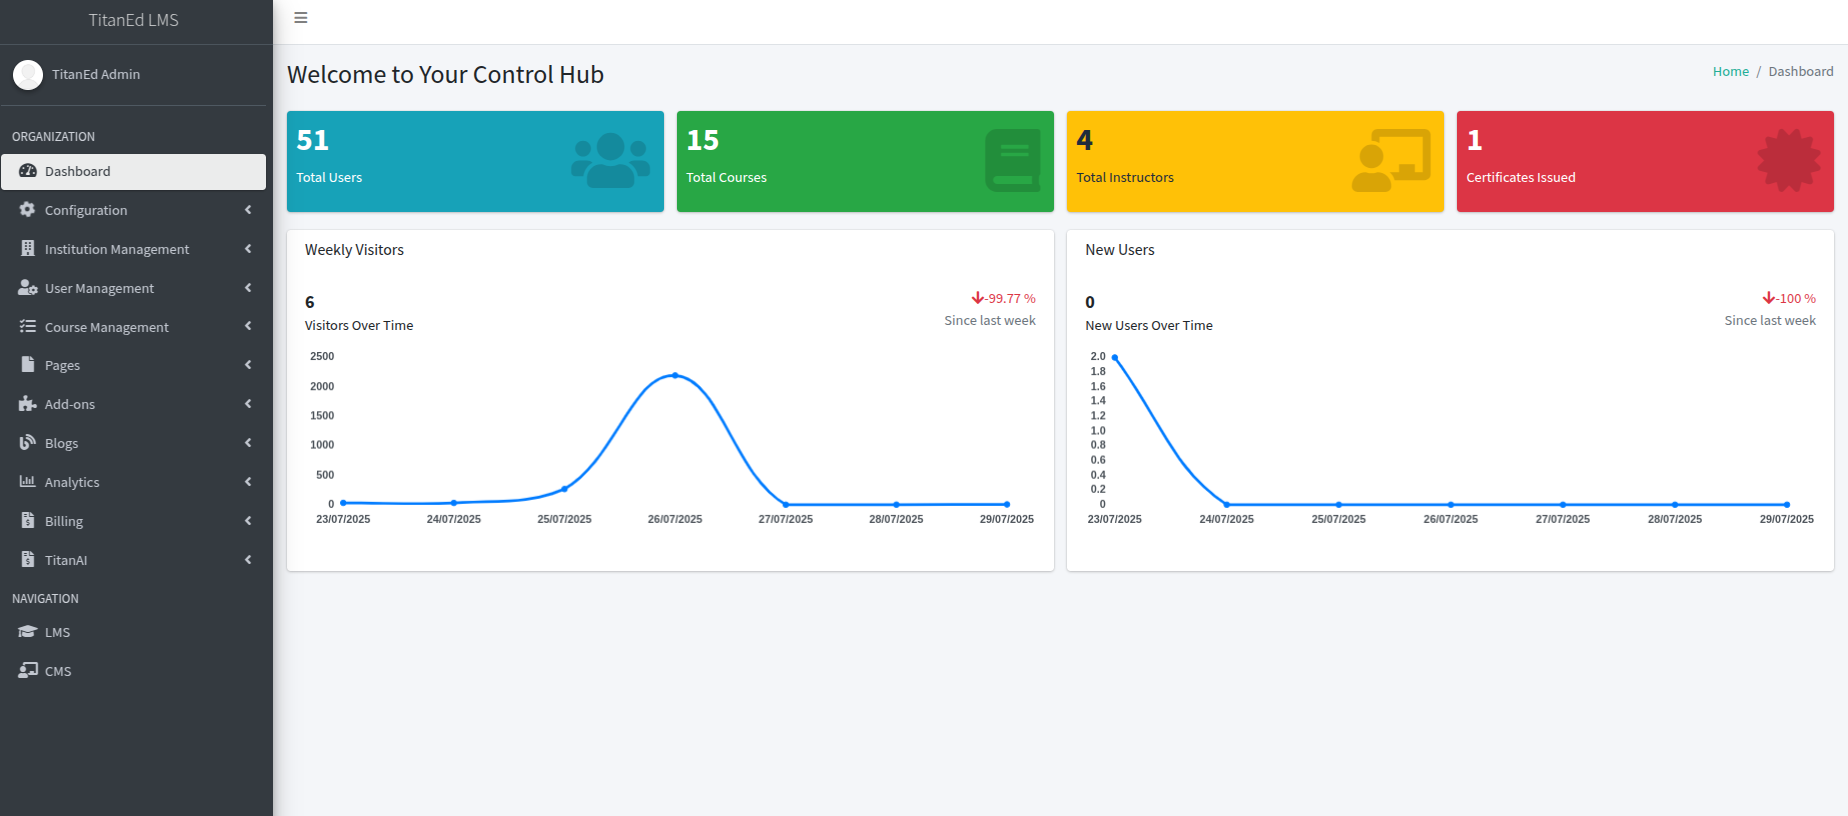 TitanEd LMS
TitanEd Admin
ORGANIZATION
Dashboard
Configuration
Institution Management
User Management
Course Management
Pages
Add-ons
Blogs
Analytics
Billing
TitanAI
NAVIGATION
LMS
CMS
Welcome to Your Control Hub
Home / Dashboard
51
Total Users
15
Total Courses
4
Total Instructors
1
Certificates Issued
Weekly Visitors
6
Visitors Over Time
-99.77 %
Since last week
2500
2000
1500
1000
500
0
23/07/2025 24/07/2025 25/07/2025 26/07/2025 27/07/2025 28/07/2025 29/07/2025
New Users
0
New Users Over Time
-100 %
Since last week
2.0
1.8
1.6
1.4
1.2
1.0
0.8
0.6
0.4
0.2
0
23/07/2025 24/07/2025 25/07/2025 26/07/2025 27/07/2025 28/07/2025 29/07/2025